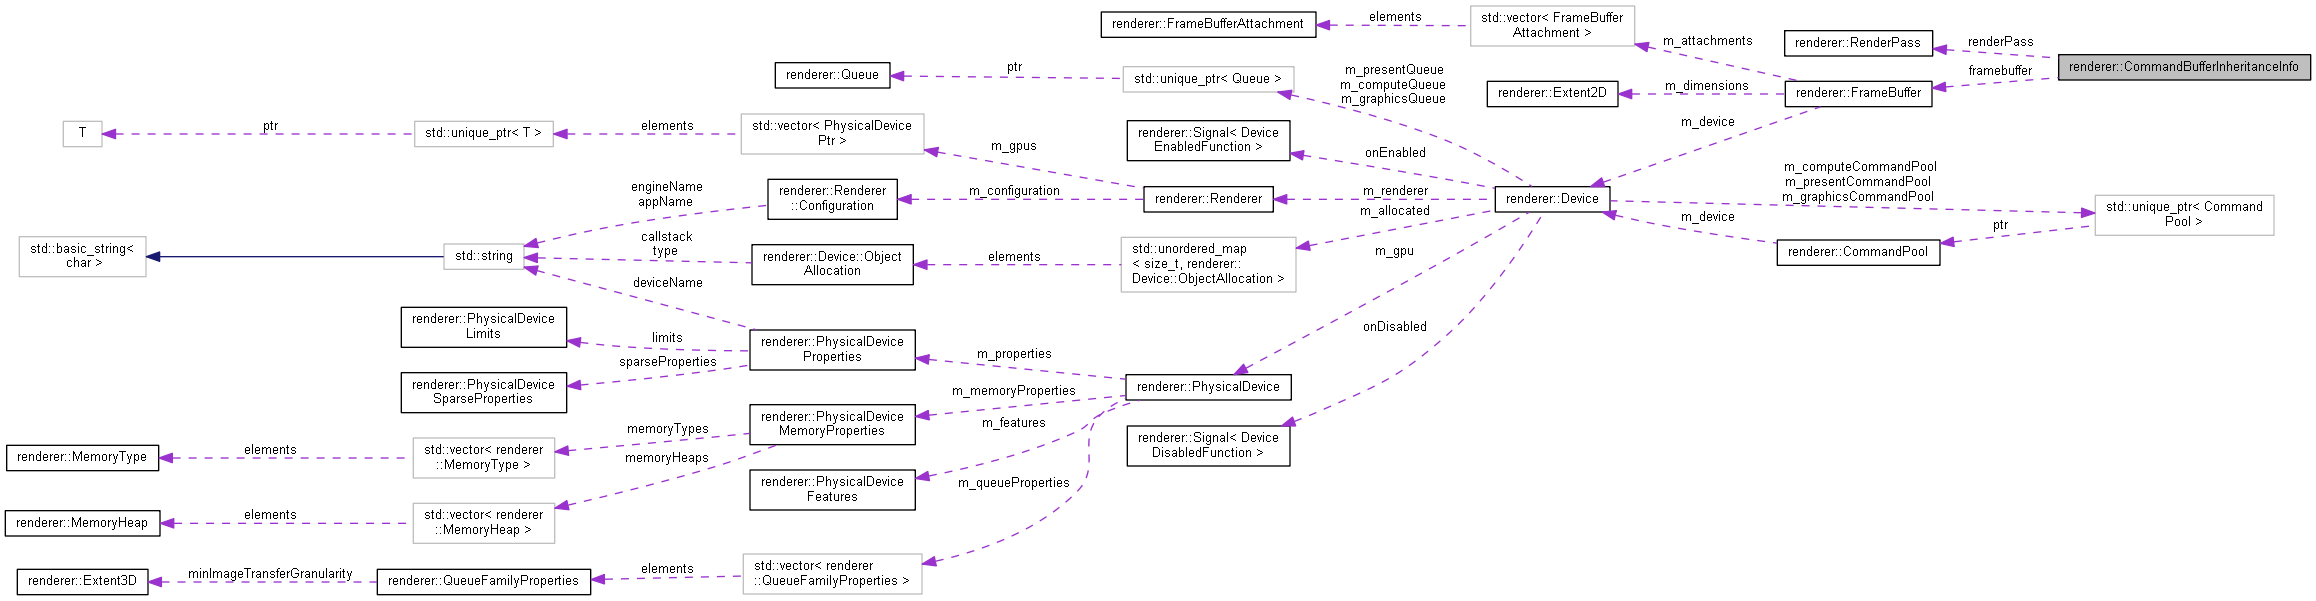 renderer::FrameBufferAttachment
elements
std::vector< FrameBuffer
Attachment >
m_attachments
renderer::RenderPass
renderPass
renderer::CommandBufferInheritanceInfo
framebuffer
renderer::Queue
ptr
std::unique_ptr< Queue >
m_presentQueue
m_computeQueue
m_graphicsQueue
renderer::Extent2D
m_dimensions
renderer::FrameBuffer
m_device
T
ptr
std::unique_ptr< T >
elements
std::vector< PhysicalDevice
Ptr >
m_gpus
renderer::Signal< Device
EnabledFunction >
onEnabled
renderer::Renderer
::Configuration
engineName
appName
m_configuration
renderer::Renderer
m_renderer
renderer::Device
m_computeCommandPool
m_presentCommandPool
m_graphicsCommandPool
std::unique_ptr< Command
Pool >
ptr
m_device
renderer::CommandPool
m_allocated
std::basic_string<
char >
std::string
callstack
type
renderer::Device::Object
Allocation
elements
std::unordered_map
< size_t, renderer::
Device::ObjectAllocation >
m_gpu
deviceName
renderer::PhysicalDevice
Limits
limits
renderer::PhysicalDevice
Properties
sparseProperties
renderer::PhysicalDevice
SparseProperties
m_properties
onDisabled
renderer::PhysicalDevice
m_memoryProperties
renderer::PhysicalDevice
MemoryProperties
m_features
renderer::Signal< Device
DisabledFunction >
renderer::MemoryType
elements
std::vector< renderer
::MemoryType >
memoryTypes
memoryHeaps
renderer::PhysicalDevice
Features
m_queueProperties
renderer::MemoryHeap
elements
std::vector< renderer
::MemoryHeap >
renderer::Extent3D
minImageTransferGranularity
renderer::QueueFamilyProperties
elements
std::vector< renderer
::QueueFamilyProperties >